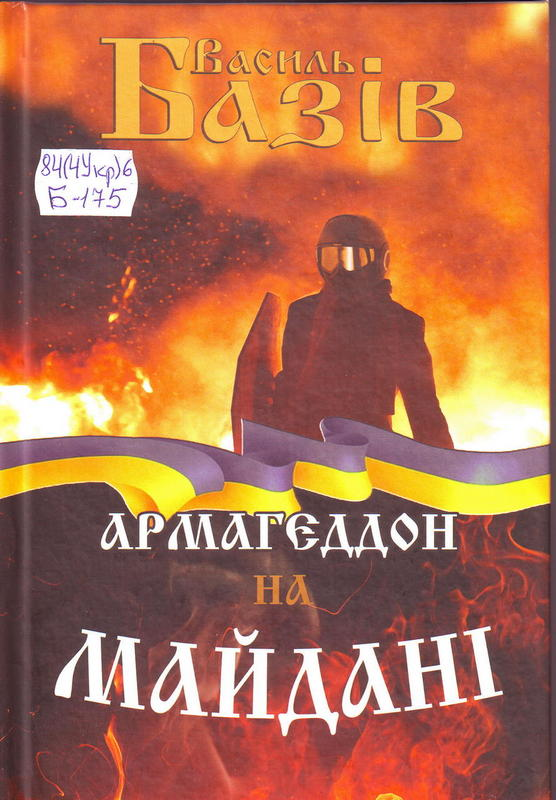 Василь
Базів
84(4Укр)6
Б-175
АРМАГЕДДОН
НА
МАЙДАНІ